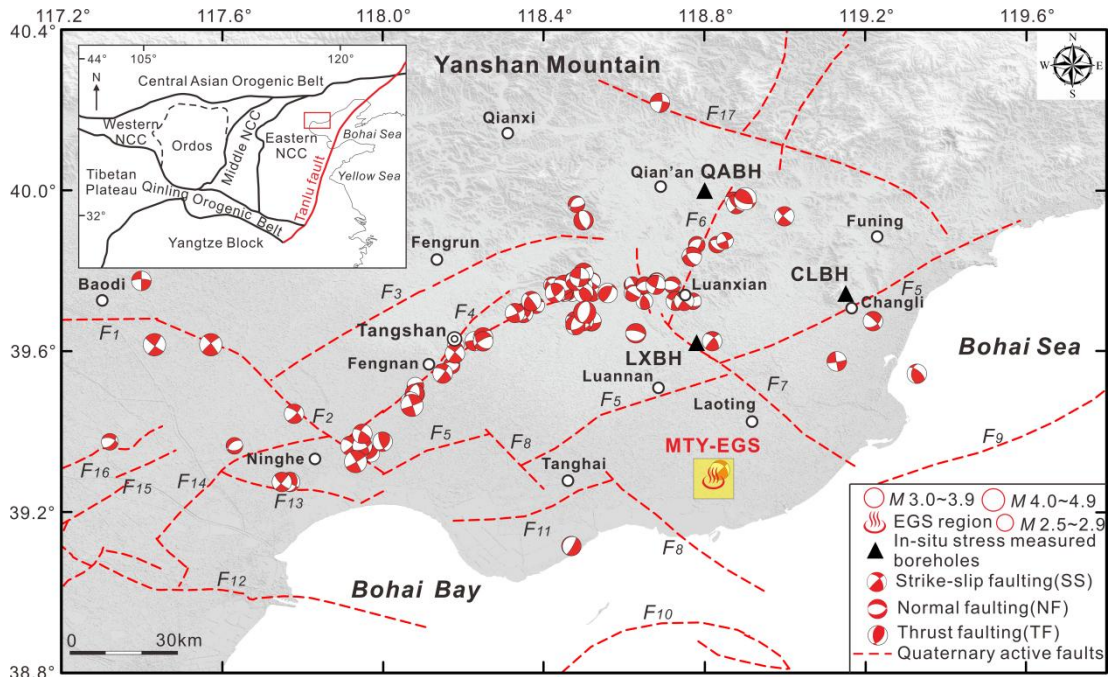 117.2 117.6 118.0 118.4 118.8 119.2 119.6
40.4
40.0
39.6
39.2
38.8
44°
105°
120°
N
Central Asian Orogenic Belt
Western
NCC
Ordos
Middle NCC
Eastern
NCC
Bohai Sea
Tibetan
Plateau
Qinling Orogenic Belt
Tanlu fault
Yellow Sea
32°
Yangtze Block
Yanshan Mountain
N
W E
S
Qianxi
F17
Qian'an
QABH
F6
Funing
Fengrun
Baodi
F3
F4
Luanxian
CLBH
F5
Changli
F1
Tangshan
Fengnan
LXBH
Bohai Sea
Luannan
F2
F5
F7
Laoting
F5
F8
F9
Ninghe
MTY-EGS
F16
F15
F14
F13
Tanghai
F11
F8
F12
Bohai Bay
F10
0 30km
M 3.0~3.9 M 4.0~4.9
EGS region M 2.5~2.9
In-situ stress measured
boreholes
Strike-slip faulting(SS)
Normal faulting(NF)
Thrust faulting(TF)
Quaternary active faults